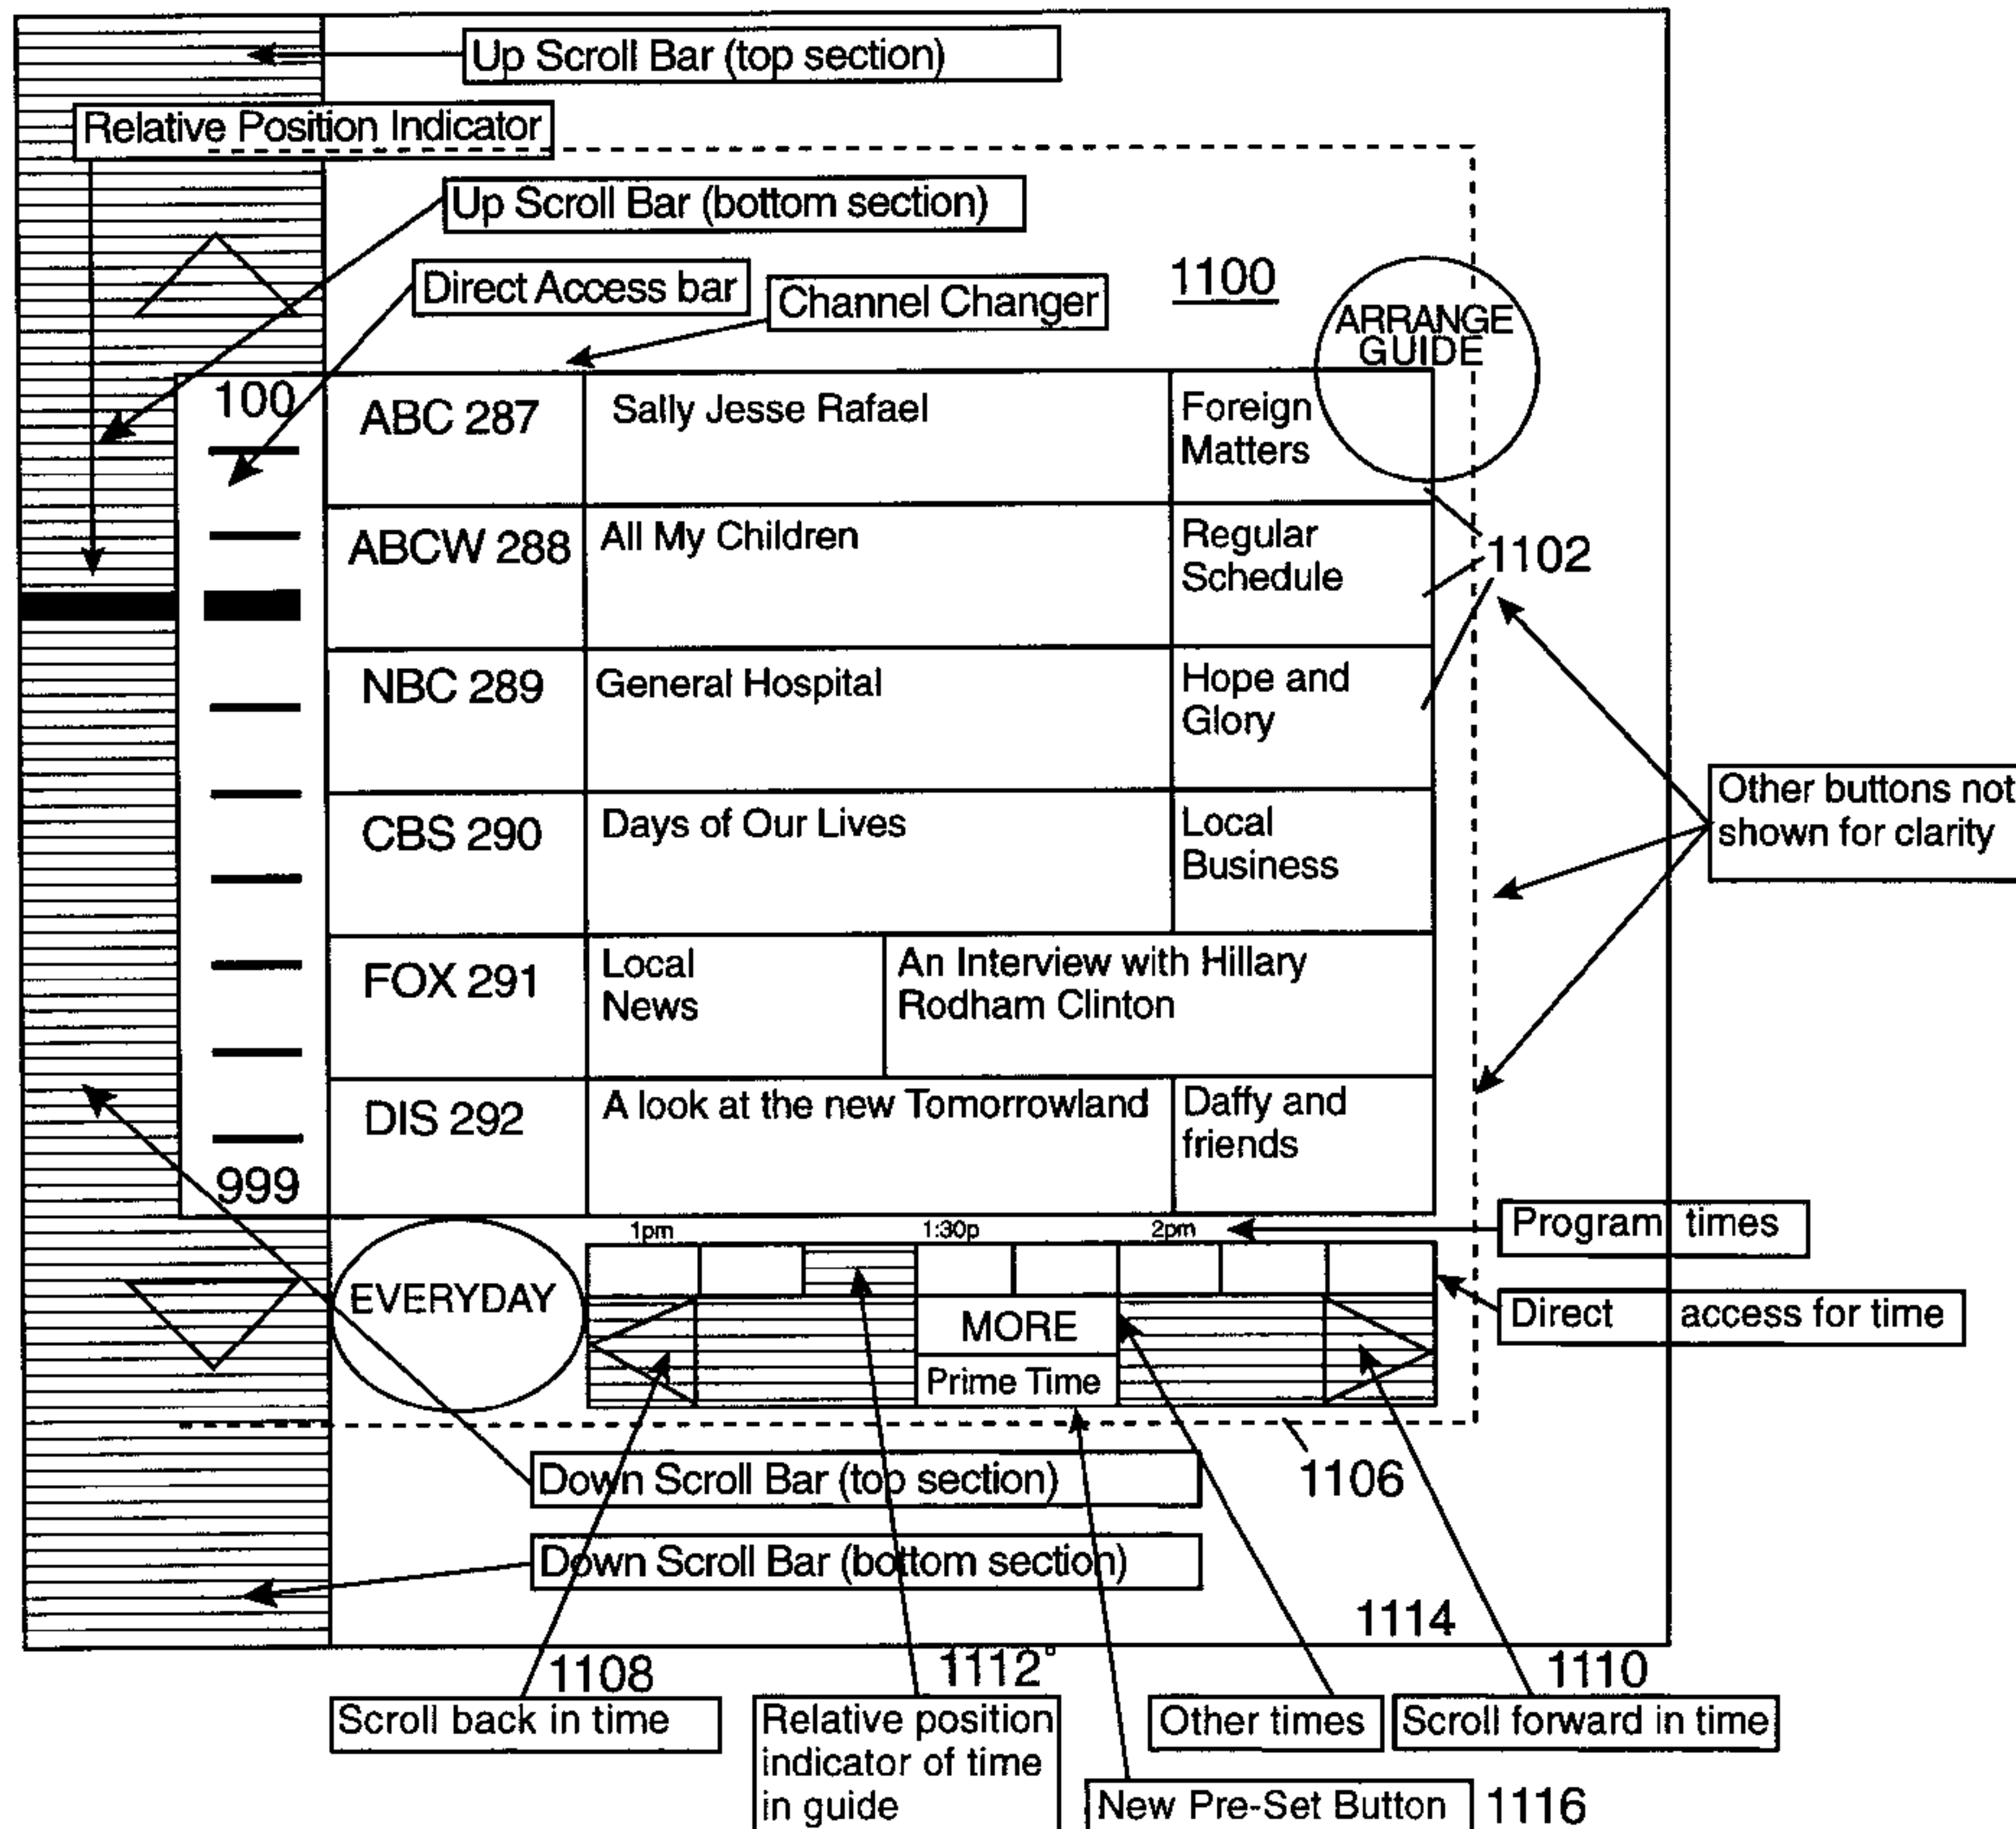 Up Scroll Bar (top section)
Relative Position Indicator
Up Scroll Bar (bottom section)
Direct Access bar
Channel Changer
1100
ARRANGE
GUIDE
100
ABC 287
Sally Jesse Rafael
Foreign
Matters
ABCW 288
All My Children
Regular
Schedule
1102
NBC 289
General Hospital
Hope and
Glory
Other buttons not
shown for clarity
CBS 290
Days of Our Lives
Local
Business
FOX 291
Local
News
An Interview with Hillary
Rodham Clinton
DIS 292
A look at the new Tomorrowland
Daffy and
friends
999
1pm
1:30p
2pm
Program times
EVERYDAY
MORE
Prime Time
Direct access for time
Down Scroll Bar (top section)
1106
Down Scroll Bar (bottom section)
1114
1108
1112°
1110
Scroll back in time
Relative position
indicator of time
in guide
Other times
Scroll forward in time
New Pre-Set Button
1116